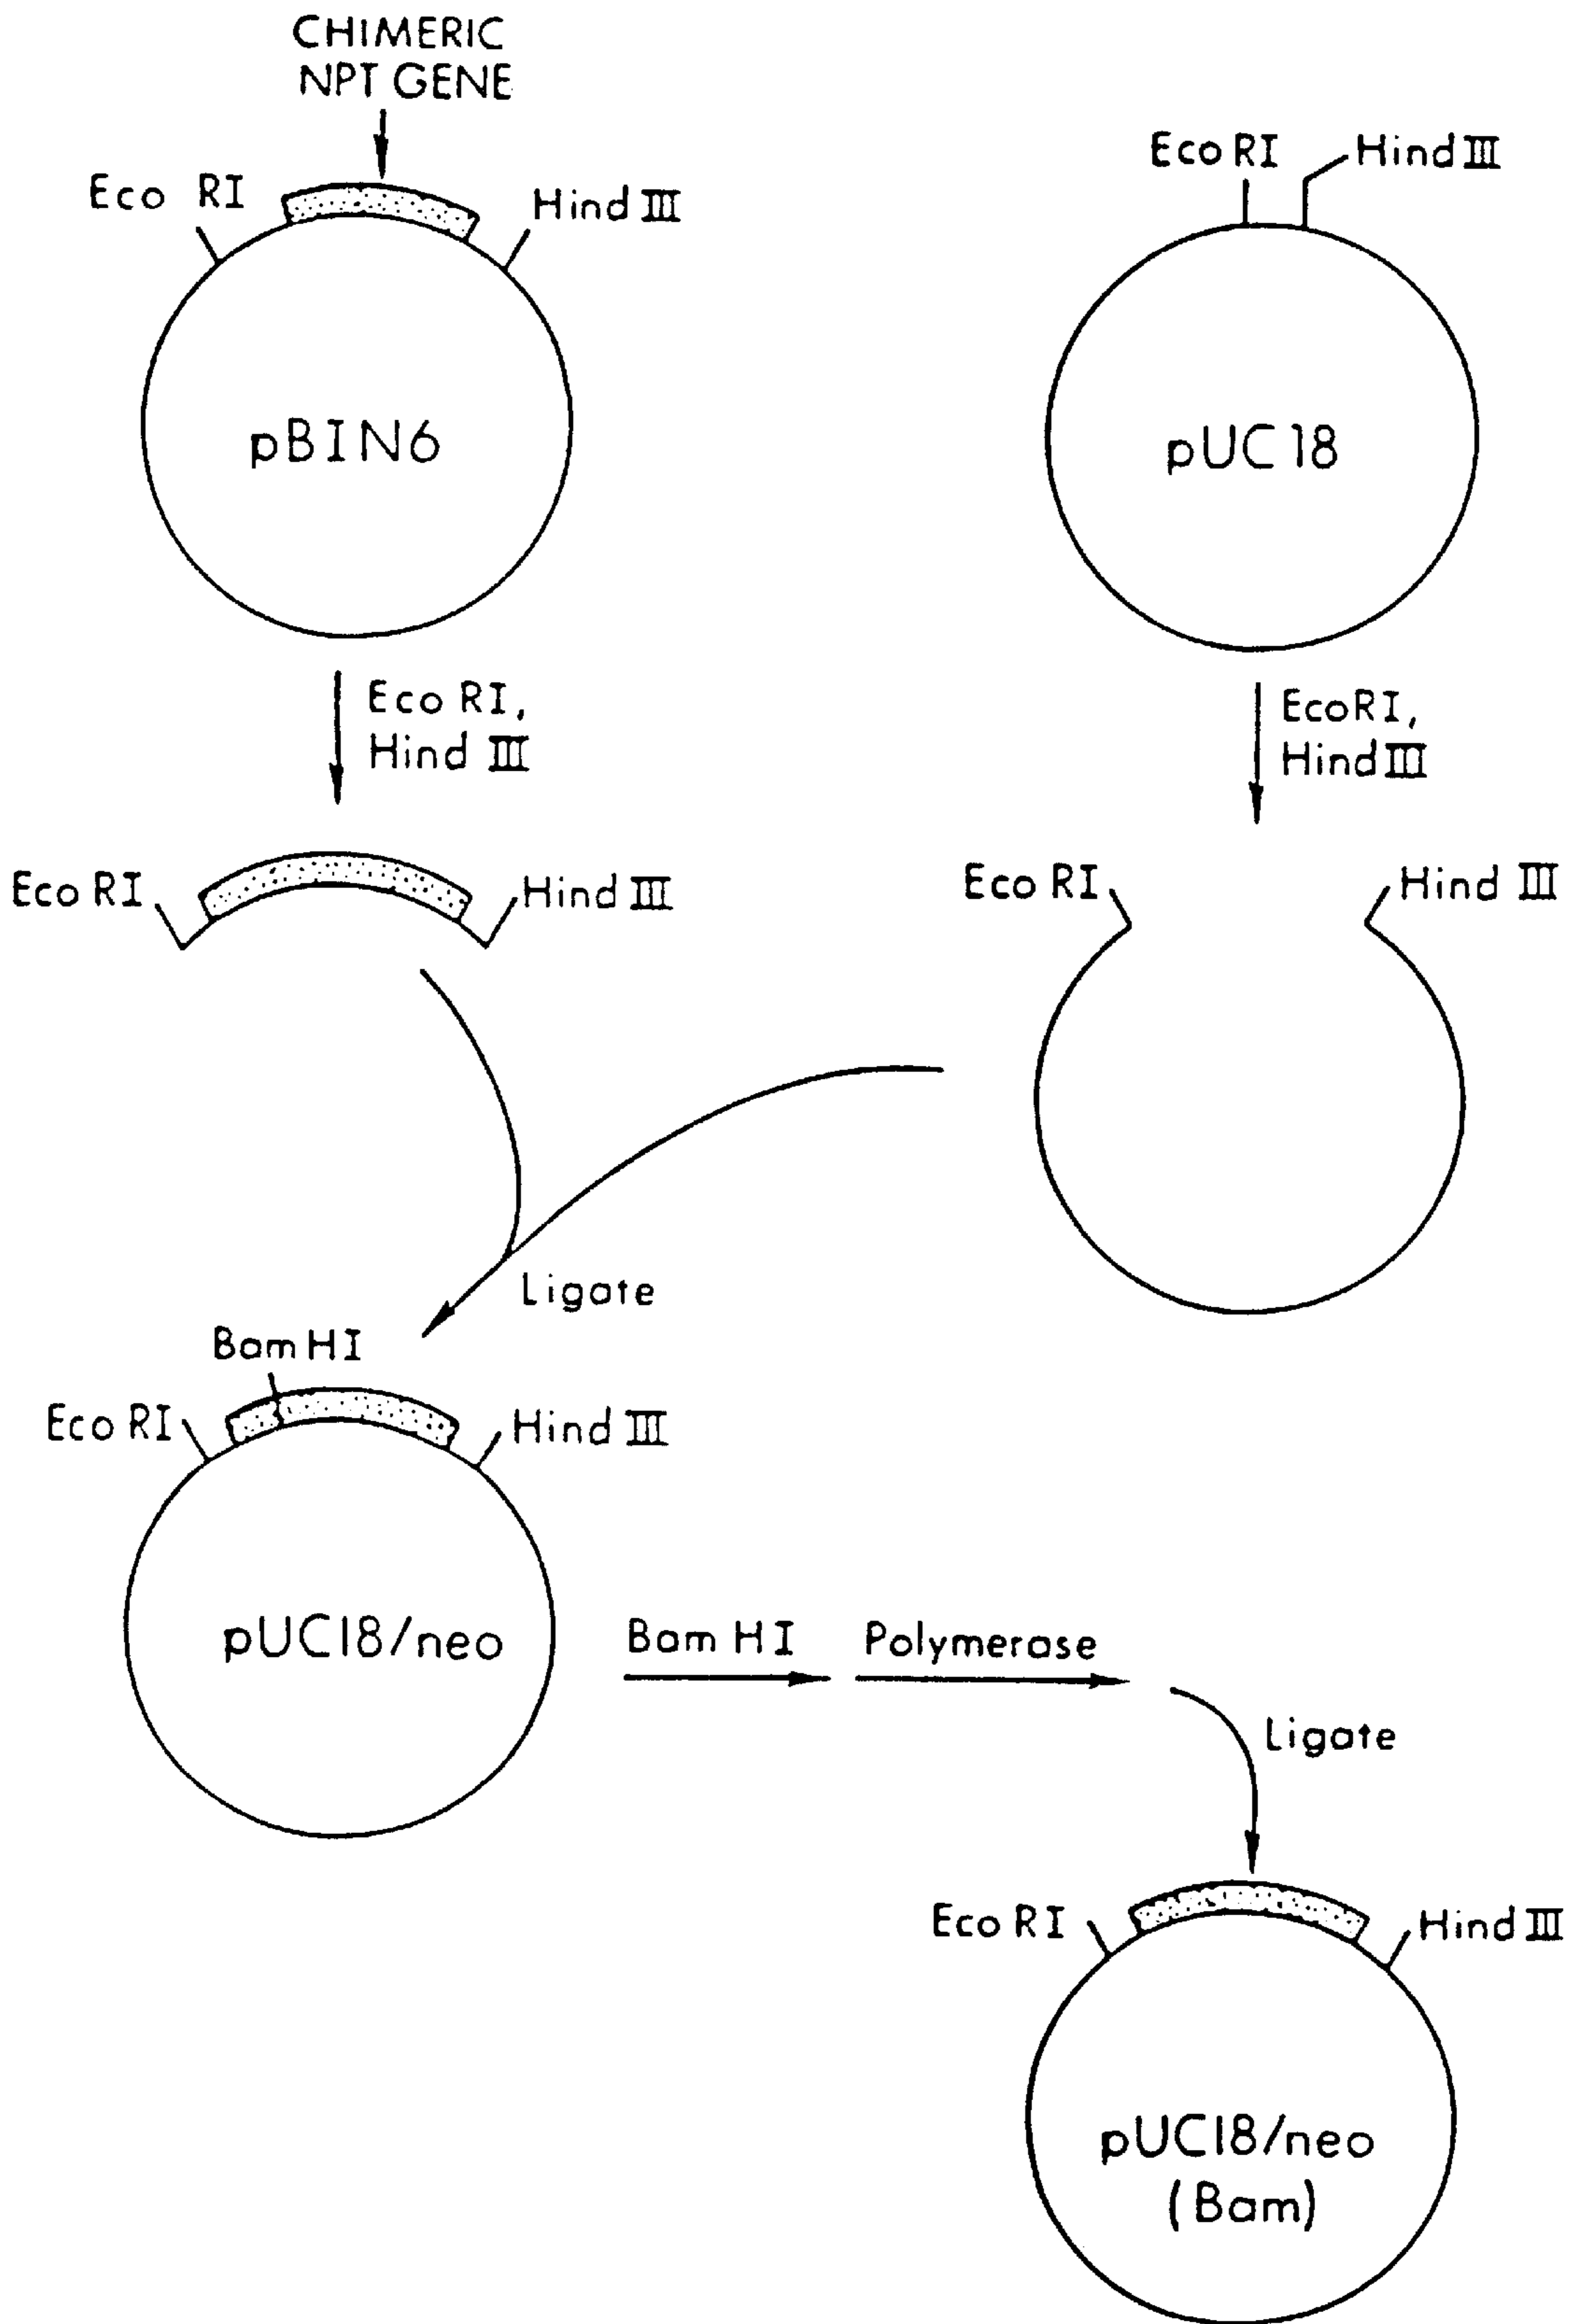 CHIMERIC
NPT GENE
Eco RI
Hind III
pBIN6
Eco RI
Hind III
pUC18
Eco RI,
Hind III
EcoRI,
Hind III
Eco RI
Hind III
Eco RI
Hind III
Ligate
Bam HI
Eco RI
Hind III
pUC18/neo
Bam HI
Polymerase
Ligate
Eco RI
Hind III
pUC18/neo
(Bam)